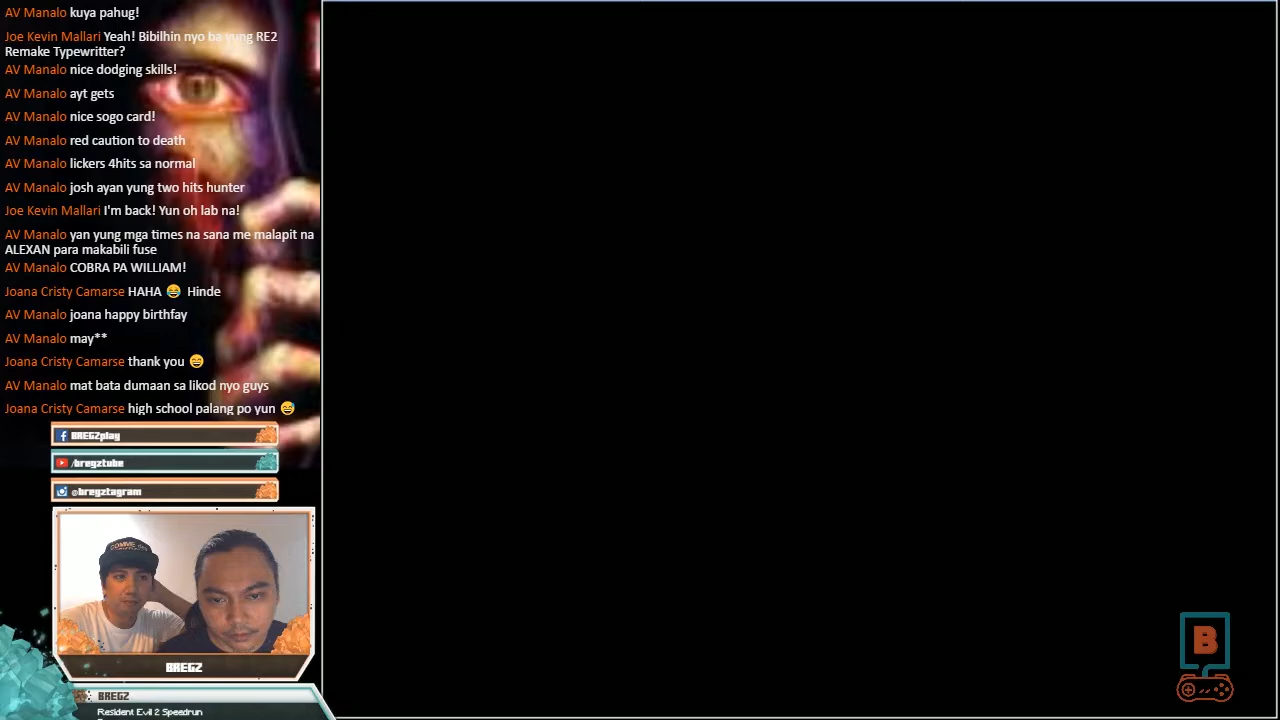 AV Manalo kuya pahug!
Joe Kevin Mallari Yeah! Bibilhin nyo ba yung RE2
Remake Typewritter?
AV Manalo nice dodging skills!
AV Manalo ayt gets
AV Manalo nice sogo card!
AV Manalo red caution to death
AV Manalo lickers 4hits sa normal
AV Manalo josh ayan yung two hits hunter
Joe Kevin Mallari I'm back! Yun oh lab na!
AV Manalo yan yung mga times na sana me malapit na
ALEXAN para makabili fuse
AV Manalo COBRA PA WILLIAM!
Joana Cristy Camarse HAHA 😂 Hinde
AV Manalo joana happy birthfay
AV Manalo may**
Joana Cristy Camarse thank you 😄
AV Manalo mat bata dumaan sa likod nyo guys
Joana Cristy Camarse high school palang po yun 😅
BREGZplay
/bregztube
@bregztagram
BREGZ
BREGZ
Resident Evil 2 Speedrun
B